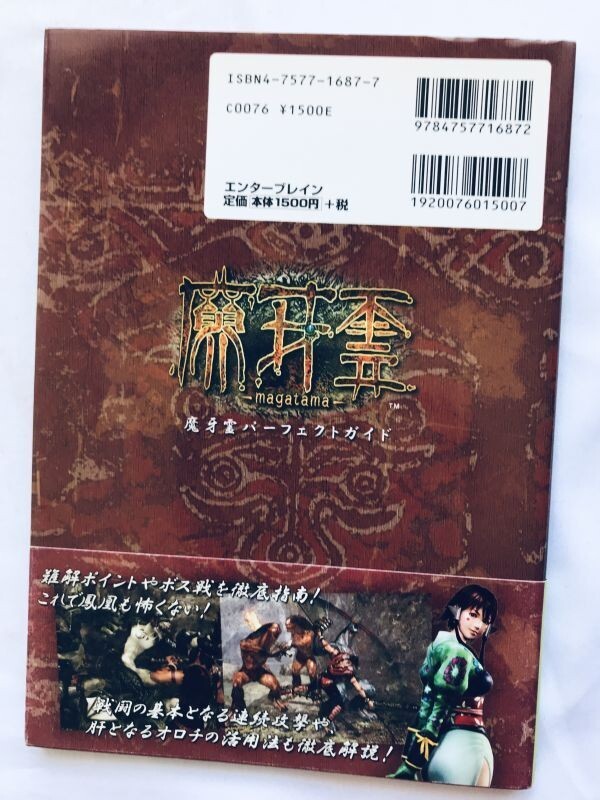 ISBN4-7577-1687-7
C0076 ¥1500E
9784757716872
エンターブレイン
定価 本体1500円 +税
1920076015007
魔牙霊
-magatama-
TM
魔牙霊パーフェクトガイド
難解ポイントやボス戦を徹底指南!
これで鳳凰も怖くない!
戦闘の基本となる連続攻撃や
肝となるオロチの活用法も徹底解説!